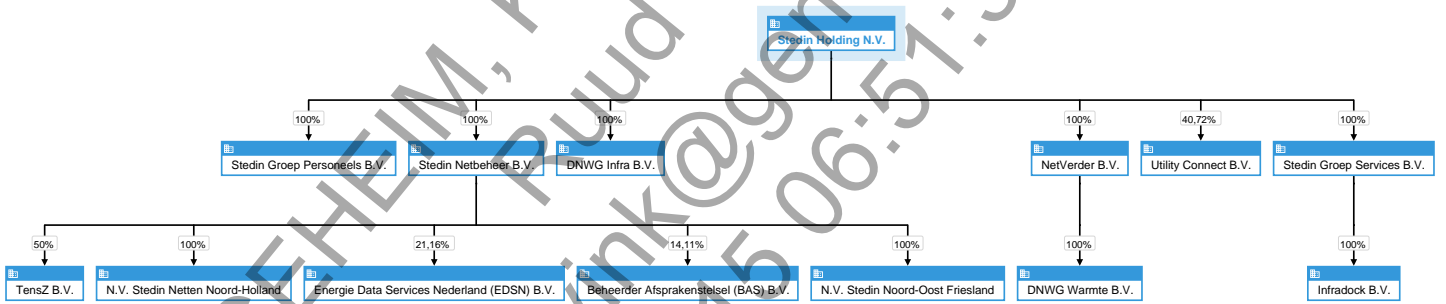 Stedin Holding N.V.
100% 100% 100% 100% 40,72% 100%
Stedin Groep Personeels B.V. Stedin Netbeheer B.V. DNWG Infra B.V. NetVerder B.V. Utility Connect B.V. Stedin Groep Services B.V.
50% 100% 21,16% 14,11% 100% 100% 100%
TensZ B.V. N.V. Stedin Netten Noord-Holland Energie Data Services Nederland (EDSN) B.V. Beheerder Afsprakenstelsel (BAS) B.V. N.V. Stedin Noord-Oost Friesland DNWG Warmte B.V. Infradock B.V.
Ruud